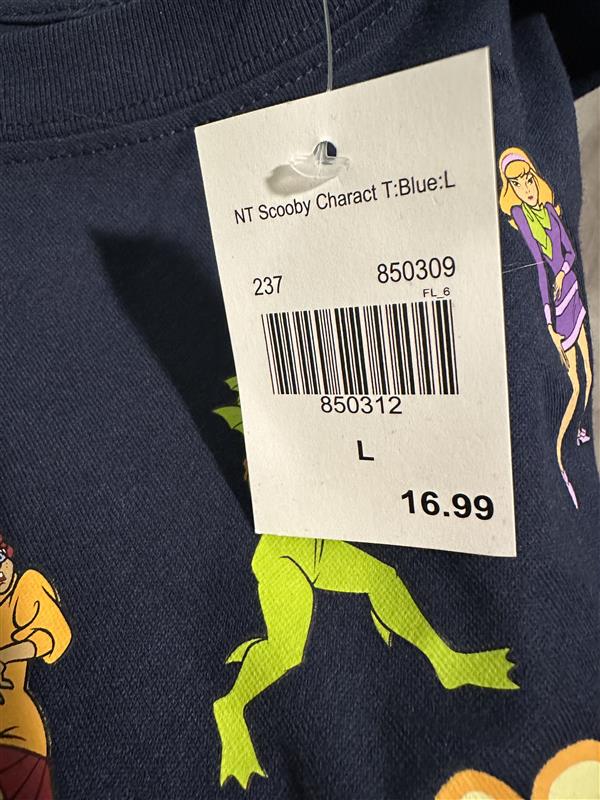 NT Scooby Charact T:Blue:L
237 850309
FL_6
850312
L
16.99